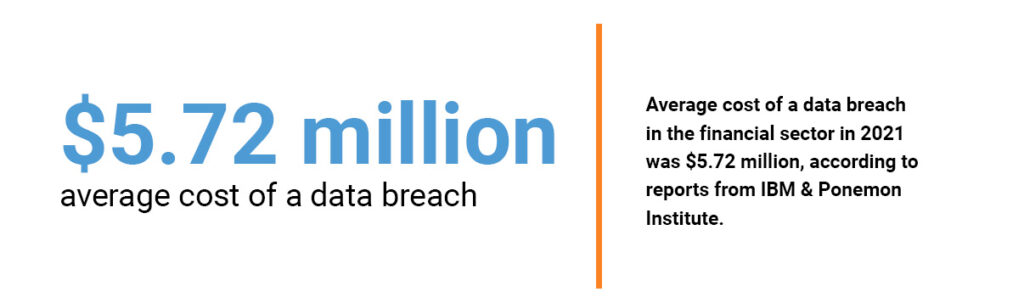 $5.72 million
average cost of a data breach
Average cost of a data breach
in the financial sector in 2021
was $5.72 million, according to
reports from IBM & Ponemon
Institute.